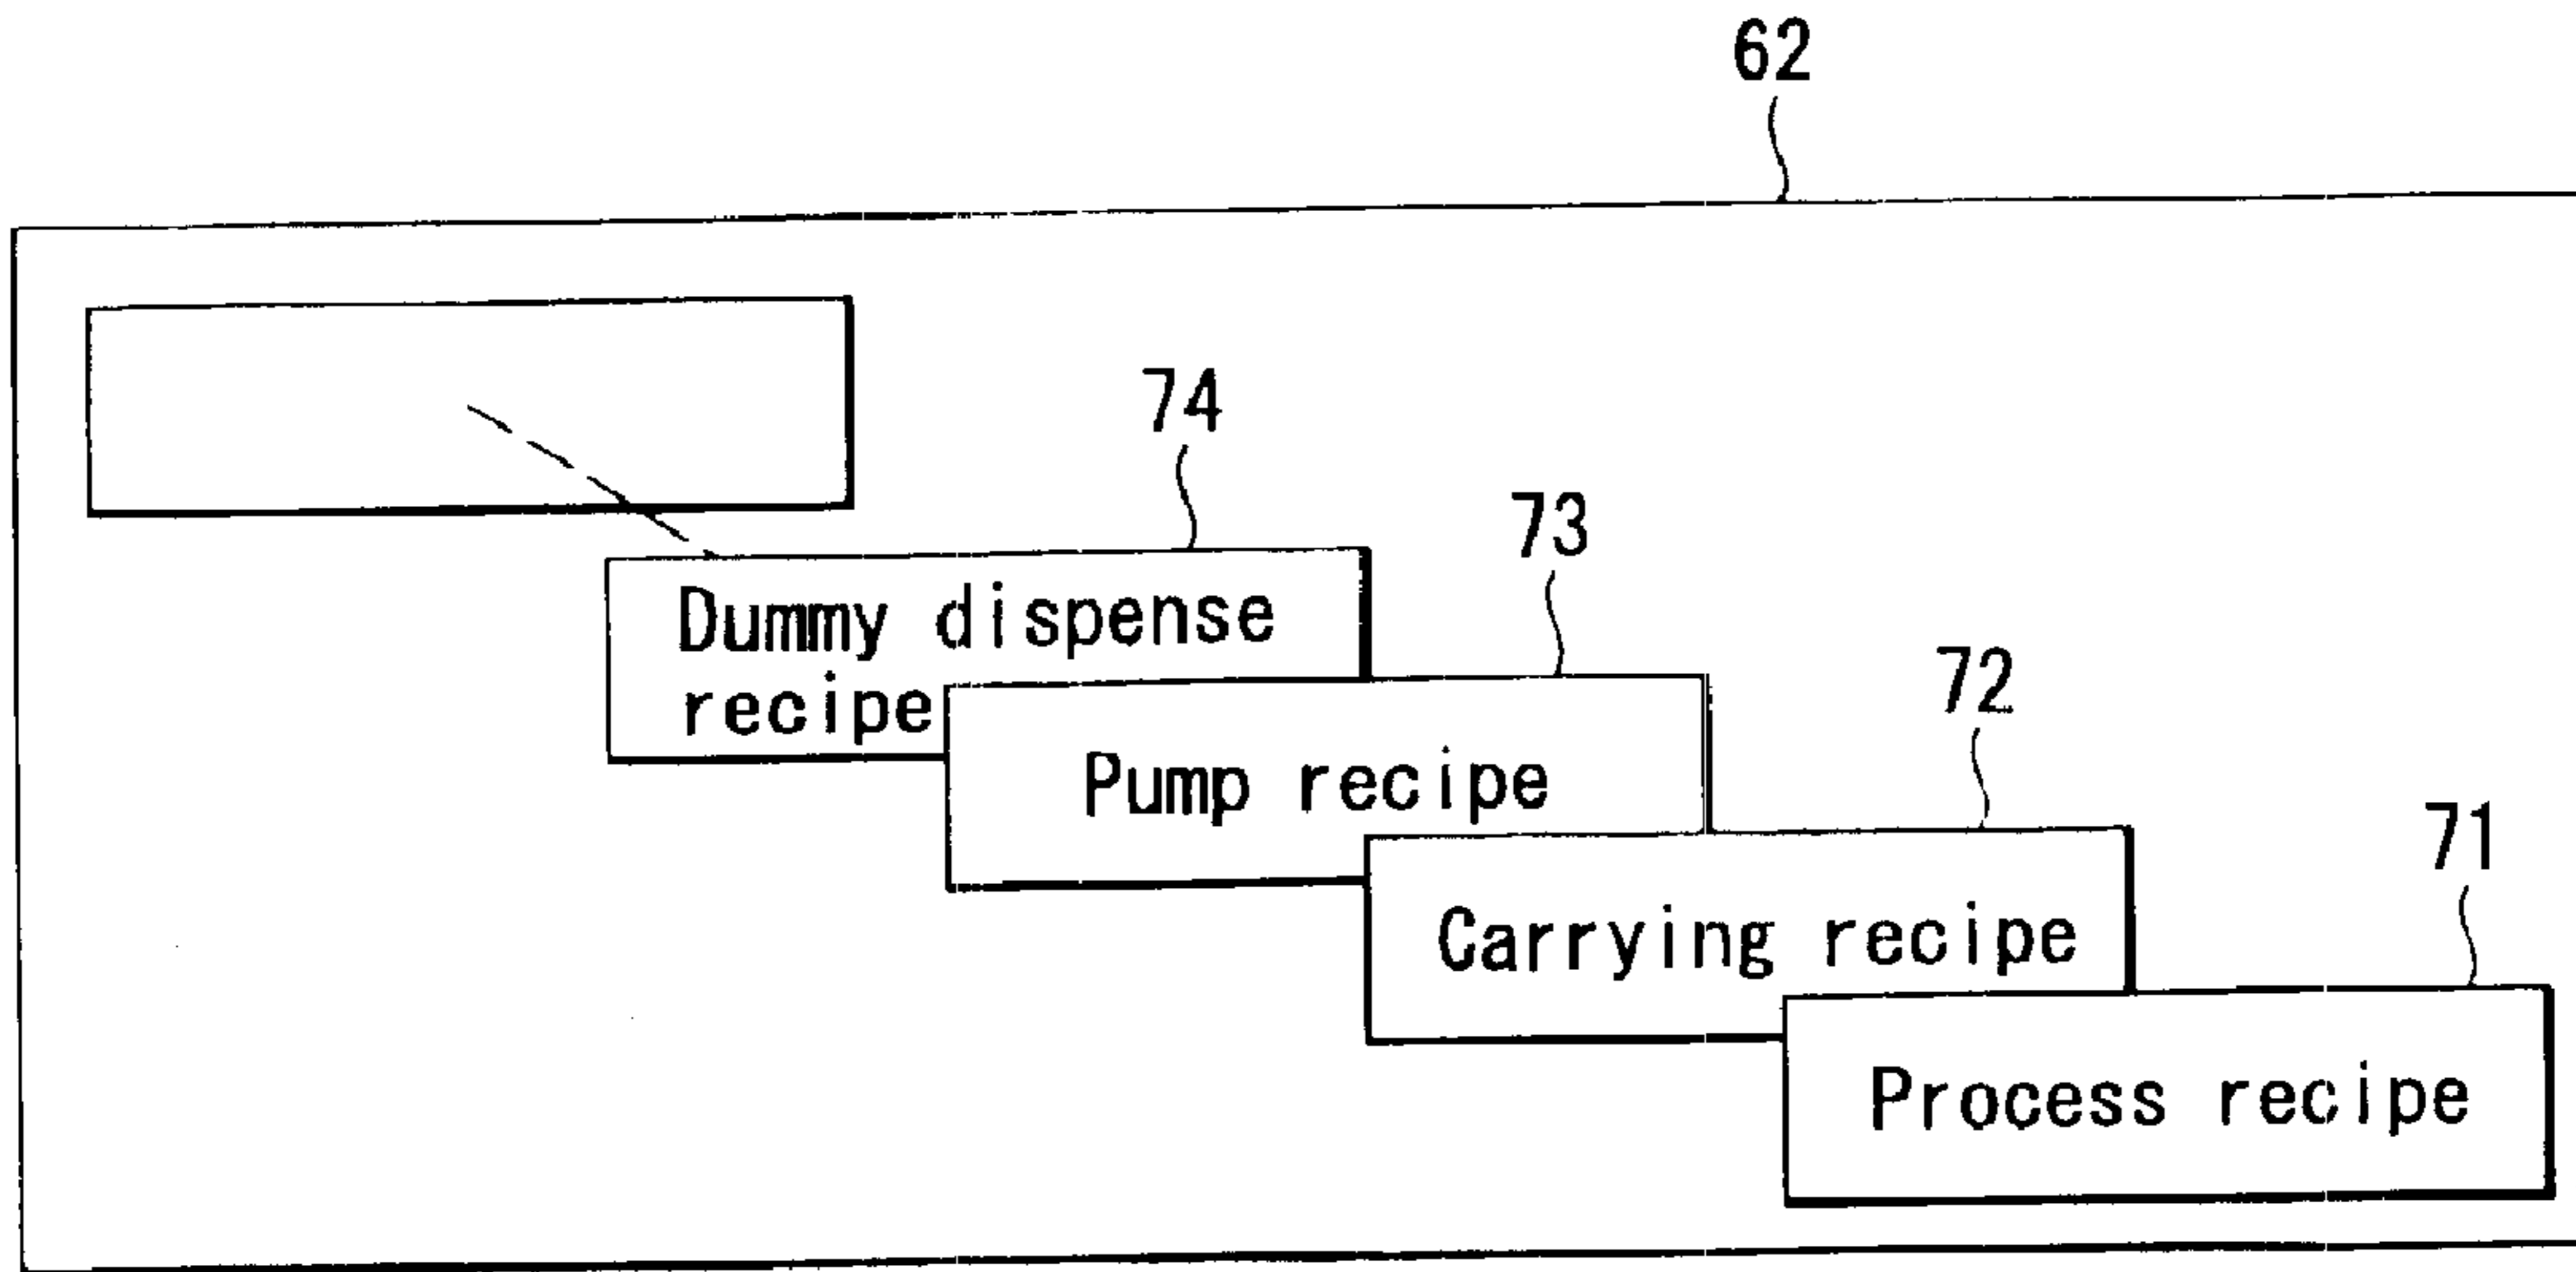 62
74
Dummy dispense
recipe
73
Pump recipe
72
Carrying recipe
71
Process recipe